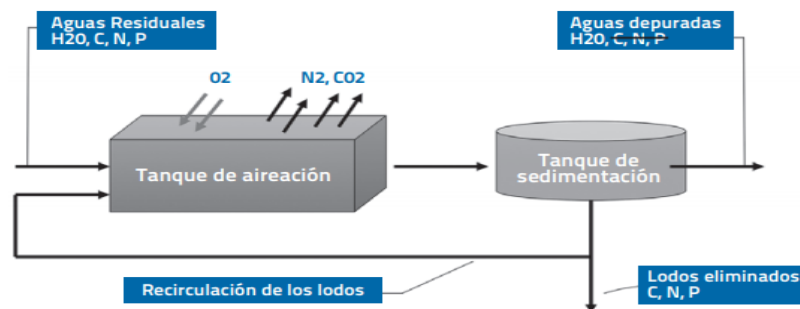 Aguas Residuales
H2O, C, N, P
Aguas depuradas
H2O, C, N, P
O2
N2, CO2
Tanque de aireación
Tanque de
sedimentación
Recirculación de los lodos
Lodos eliminados
C, N, P